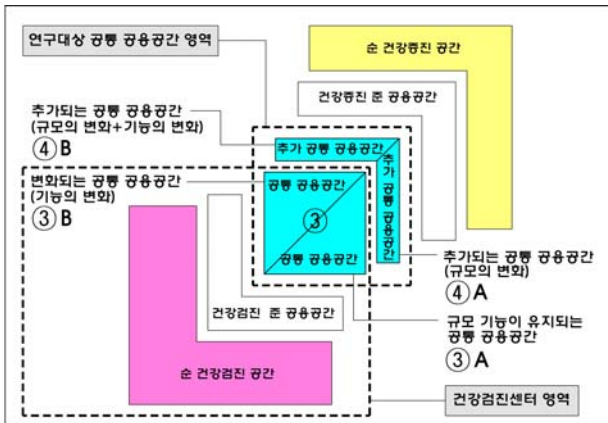 연구대상 공통 공용공간 영역
순 건강증진 공간
건강증진 준 공용공간
추가되는 공통 공용공간
(규모의 변화+기능의 변화)
④ B
추가 공통 공용공간
추가 공통 공용공간
변화되는 공통 공용공간
(기능의 변화)
③ B
공통 공용공간
③
공통 공용공간
추가되는 공통 공용공간
(규모의 변화)
④ A
건강검진 준 공용공간
규모 기능이 유지되는
공통 공용공간
③ A
순 건강검진 공간
건강검진센터 영역